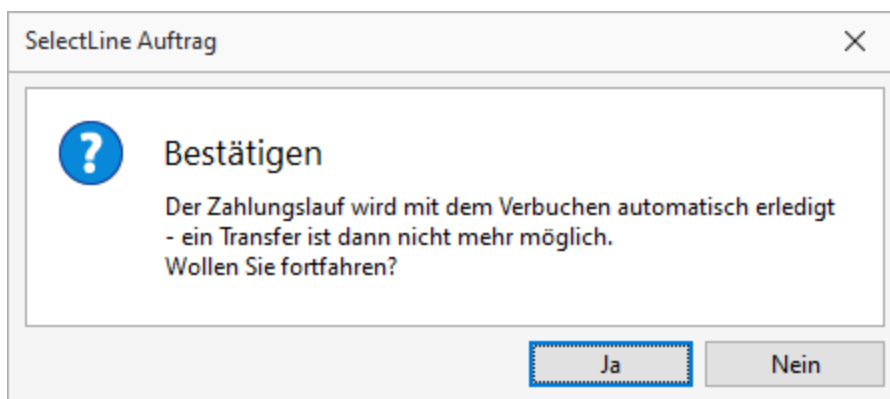 SelectLine Auftrag
?
Bestätigen
Der Zahlungslauf wird mit dem Verbuchen automatisch erledigt
- ein Transfer ist dann nicht mehr möglich.
Wollen Sie fortfahren?
Ja
Nein